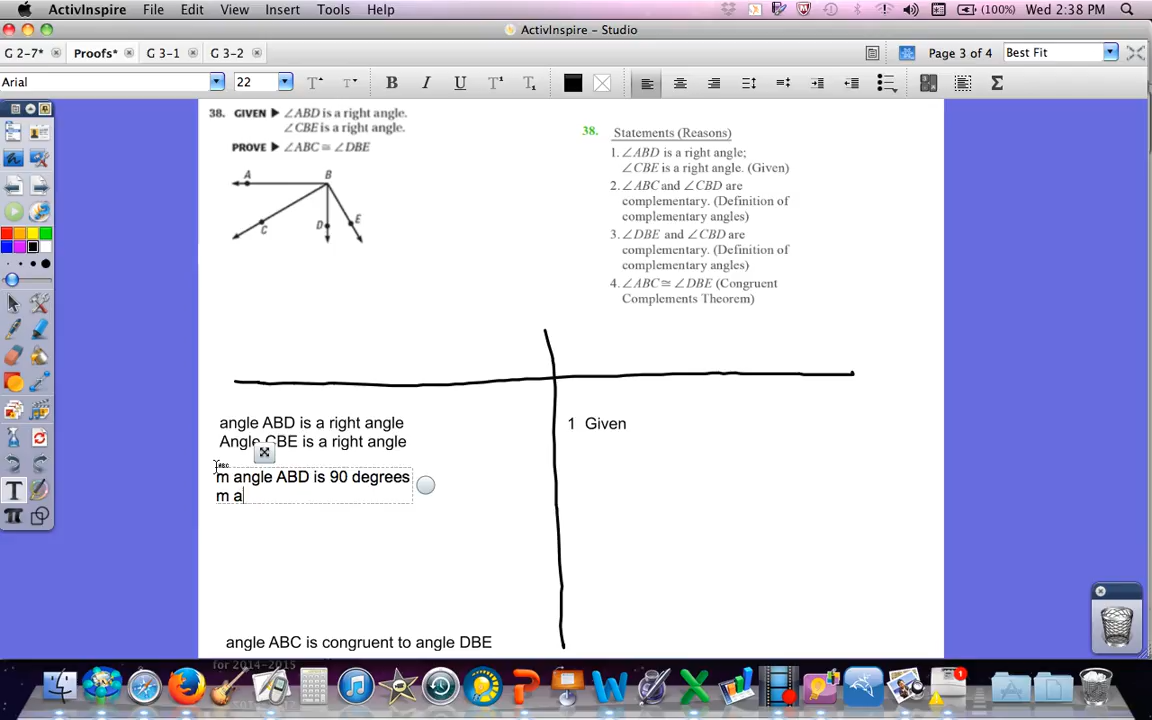 ActivInspire File Edit View Insert Tools Help (100%) Wed 2:38 PM
ActivInspire – Studio
G 2-7* Proofs* G 3-1 G 3-2 Page 3 of 4 Best Fit
Arial 22 B I U
38. GIVEN ▶ ∠ABD is a right angle.
∠CBE is a right angle.
PROVE ▶ ∠ABC ≅ ∠DBE
A B
C D E
38. Statements (Reasons)
1. ∠ABD is a right angle;
∠CBE is a right angle. (Given)
2. ∠ABC and ∠CBD are
complementary. (Definition of
complementary angles)
3. ∠DBE and ∠CBD are
complementary. (Definition of
complementary angles)
4. ∠ABC ≅ ∠DBE (Congruent
Complements Theorem)
angle ABD is a right angle
Angle CBE is a right angle
1 Given
m angle ABD is 90 degrees
m a
angle ABC is congruent to angle DBE
for 2014-2015